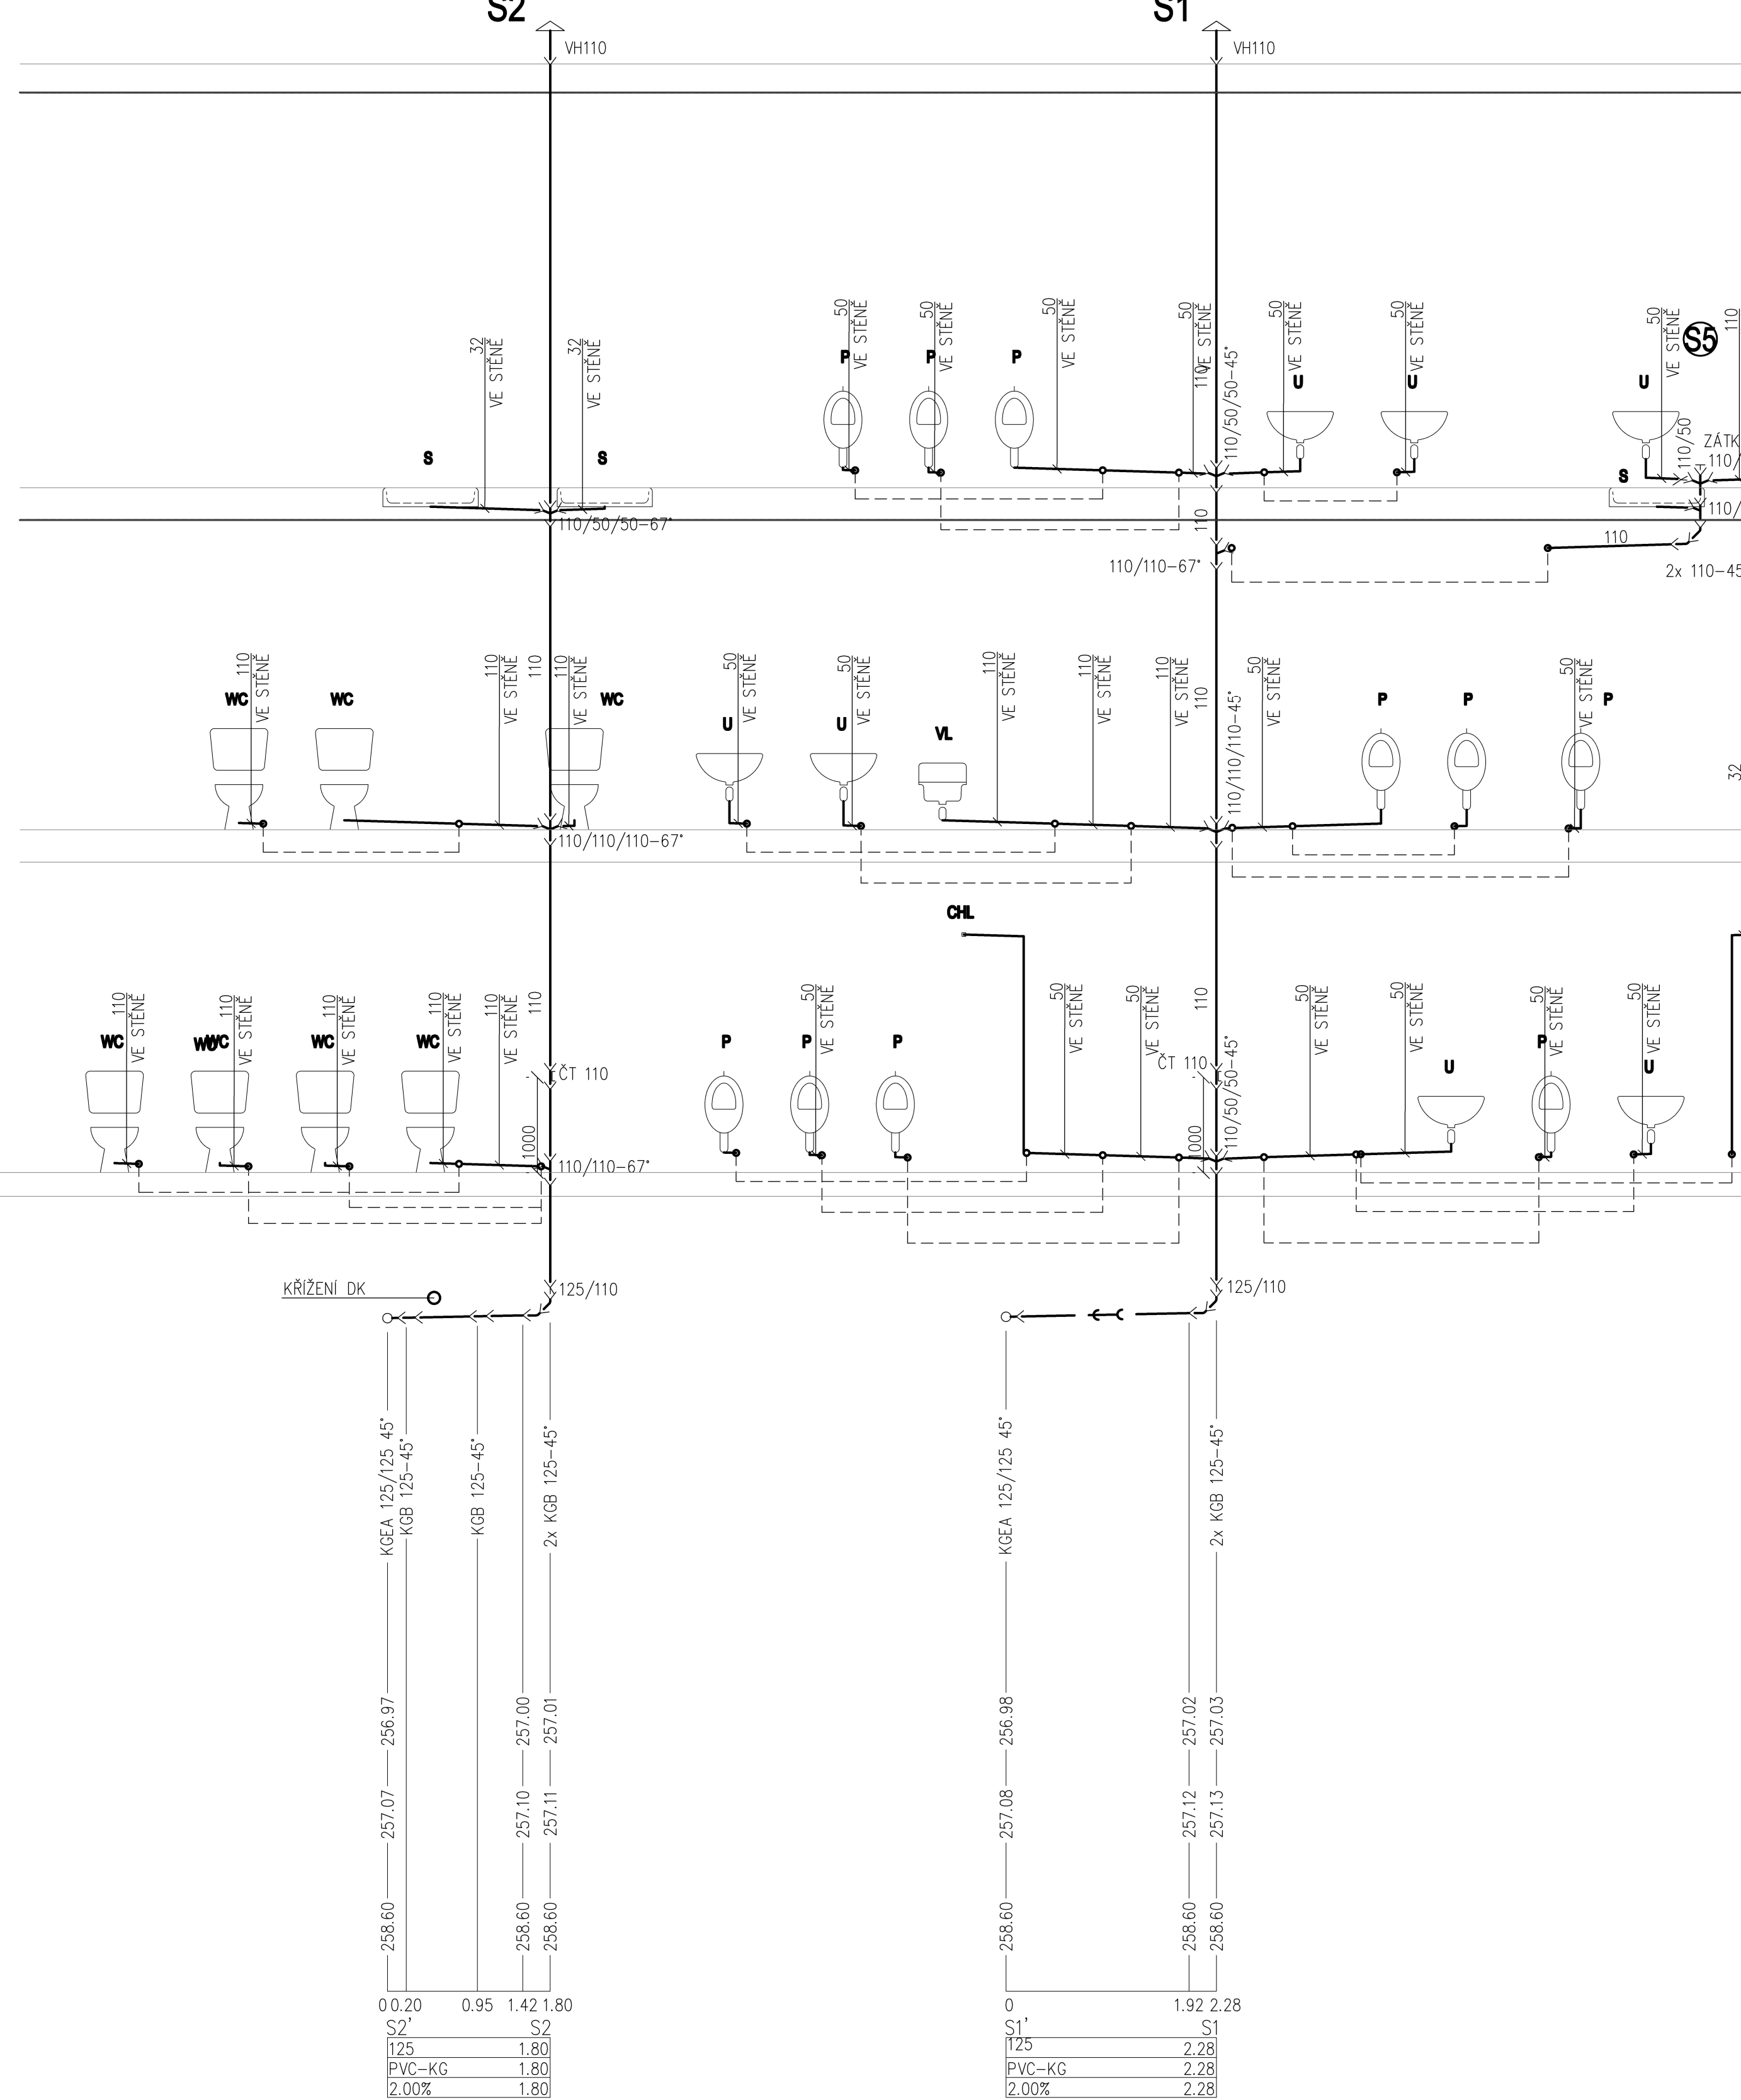 S2
S1
VH110
VH110
50
VE STĚNĚ
50
VE STĚNĚ
50
VE STĚNĚ
50
VE STĚNĚ
110
110/50/50-45°
50
VE STĚNĚ
50
VE STĚNĚ
50
VE STĚNĚ
S5
110
32
VE STĚNĚ
32
VE STĚNĚ
P
P
P
U
U
U
110/50
S
S
S
110/50/50-67°
110
110/110-67°
110
2x 110-45
110
VE STĚNĚ
110
VE STĚNĚ
110
110
VE STĚNĚ
50
VE STĚNĚ
50
VE STĚNĚ
110
VE STĚNĚ
110
VE STĚNĚ
110
VE STĚNĚ
110
110/110/110-45°
50
VE STĚNĚ
50
VE STĚNĚ
WC
WC
WC
U
U
VL
P
P
P
32
110/110/110-67°
CHL
110
VE STĚNĚ
110
VE STĚNĚ
110
VE STĚNĚ
110
VE STĚNĚ
110
VE STĚNĚ
110
50
VE STĚNĚ
50
VE STĚNĚ
50
VE STĚNĚ
110
110/50/50-45°
50
VE STĚNĚ
50
VE STĚNĚ
50
VE STĚNĚ
50
VE STĚNĚ
WC
WC
WC
WC
P
P
P
U
P
U
ČT 110
ČT 110
1000
1000
110/110-67°
KŘÍŽENÍ DK
125/110
125/110
KGEA 125/125 45°
KGB 125-45°
KGB 125-45°
2x KGB 125-45°
KGEA 125/125 45°
2x KGB 125-45°
256.97
257.00
257.01
256.98
257.02
257.03
257.07
257.10
257.11
257.08
257.12
257.13
258.60
258.60
258.60
258.60
258.60
258.60
0 0.20 0.95 1.42 1.80
0 1.92 2.28
S2' S2
125 1.80
PVC-KG 1.80
2.00% 1.80
S1' S1
125 2.28
PVC-KG 2.28
2.00% 2.28